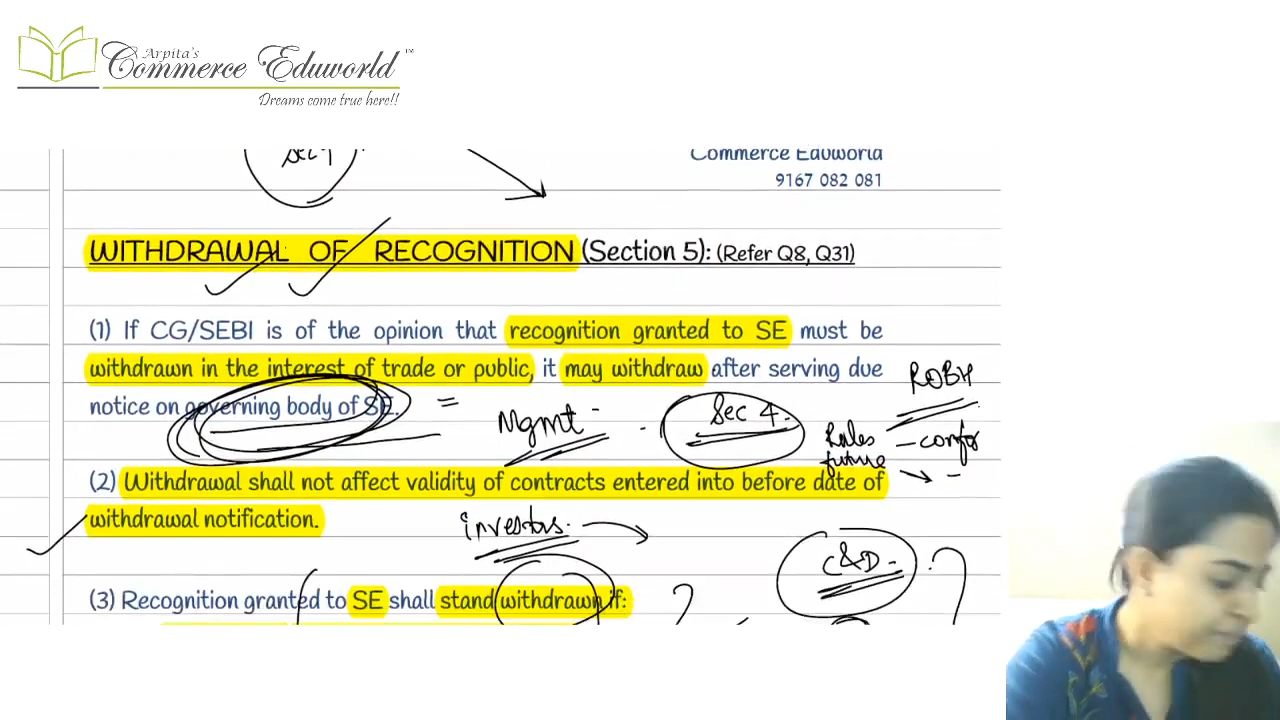 Arpita's
Commerce Eduworld™
Dreams come true here!!
sec 4
Commerce Eduworld
9167 082 081
WITHDRAWAL OF RECOGNITION (Section 5): (Refer Q8, Q31)
(1) If CG/SEBI is of the opinion that recognition granted to SE must be
withdrawn in the interest of trade or public, it may withdraw after serving due
notice on governing body of SE.
= Mgmt - Sec 4.
ROBH
Rules
future
(2) Withdrawal shall not affect validity of contracts entered into before date of
withdrawal notification.
investors.
C&D - ?
(3) Recognition granted to SE shall stand withdrawn if:
?